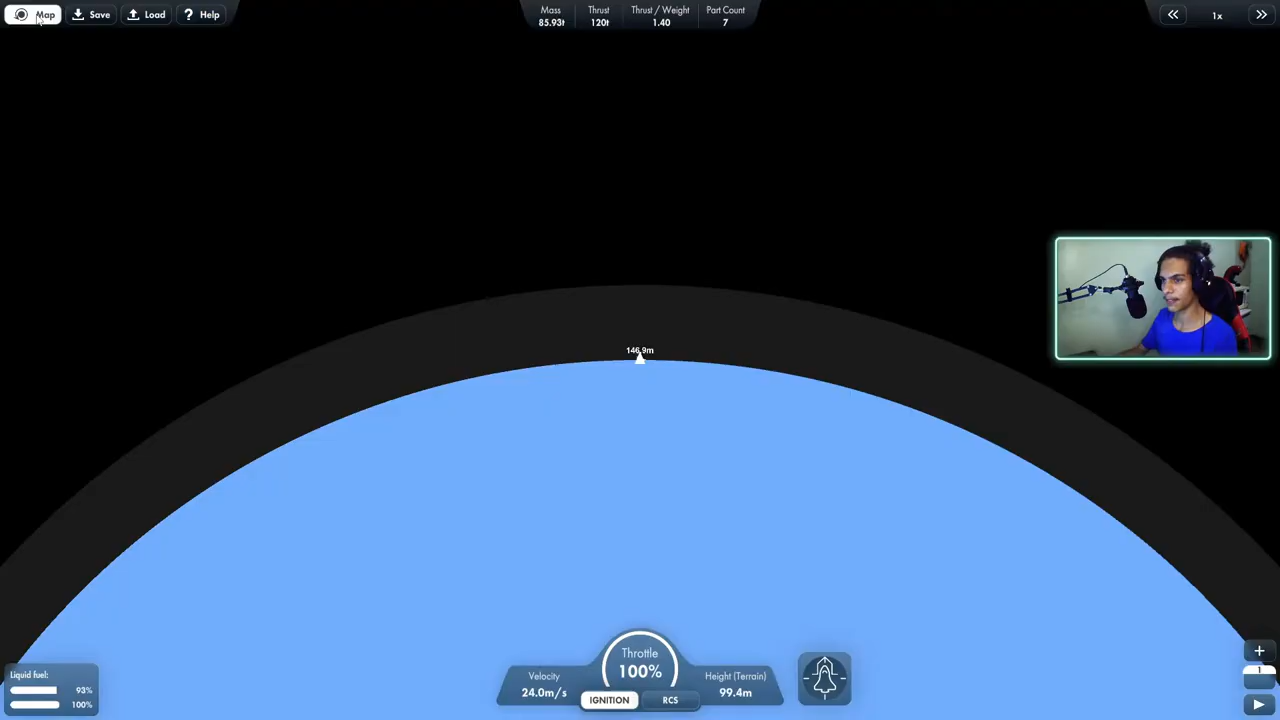 Map Save Load Help
Mass Thrust Thrust / Weight Part Count
85.93t 120t 1.40 7
1x
146.9m
Throttle
100%
Velocity
24.0m/s
Height (Terrain)
99.4m
IGNITION RCS
Liquid fuel:
93%
100%
+
1